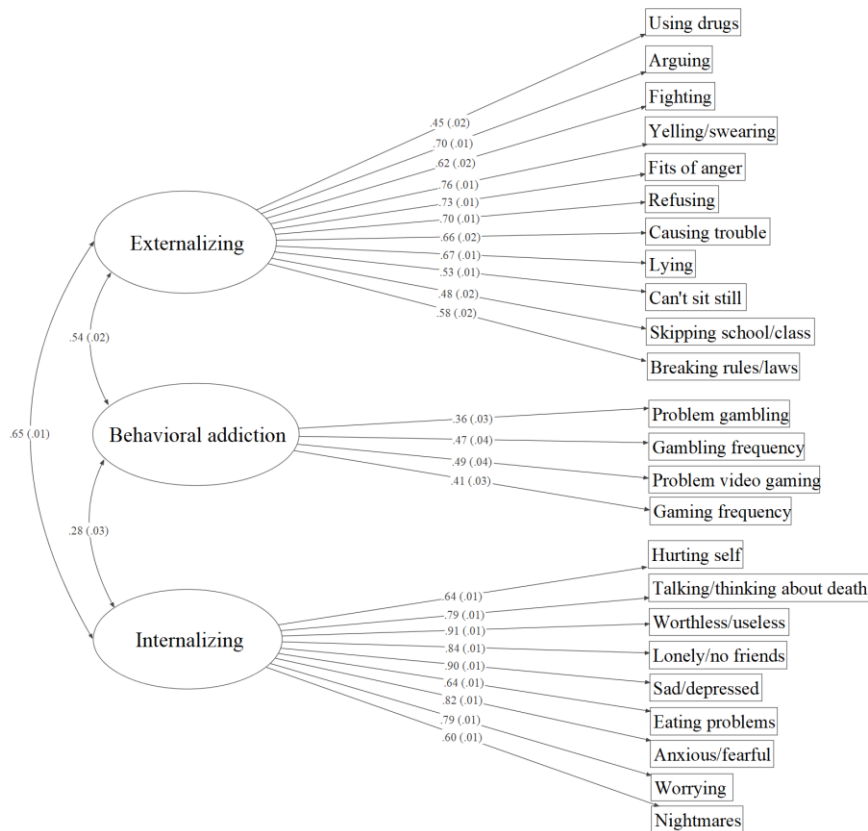 Using drugs
Arguing
Fighting
Yelling/swearing
Fits of anger
Refusing
Causing trouble
Lying
Can't sit still
Skipping school/class
Breaking rules/laws
.45 (.02)
.70 (.01)
.62 (.02)
.76 (.01)
.73 (.01)
.70 (.01)
.66 (.02)
.67 (.01)
.53 (.01)
.48 (.02)
.58 (.02)
Externalizing
.54 (.02)
.65 (.01)
Behavioral addiction
.36 (.03)
.47 (.04)
.49 (.04)
.41 (.03)
Problem gambling
Gambling frequency
Problem video gaming
Gaming frequency
.28 (.03)
Internalizing
.64 (.01)
.79 (.01)
.91 (.01)
.84 (.01)
.90 (.01)
.64 (.01)
.82 (.01)
.79 (.01)
.60 (.01)
Hurting self
Talking/thinking about death
Worthless/useless
Lonely/no friends
Sad/depressed
Eating problems
Anxious/fearful
Worrying
Nightmares